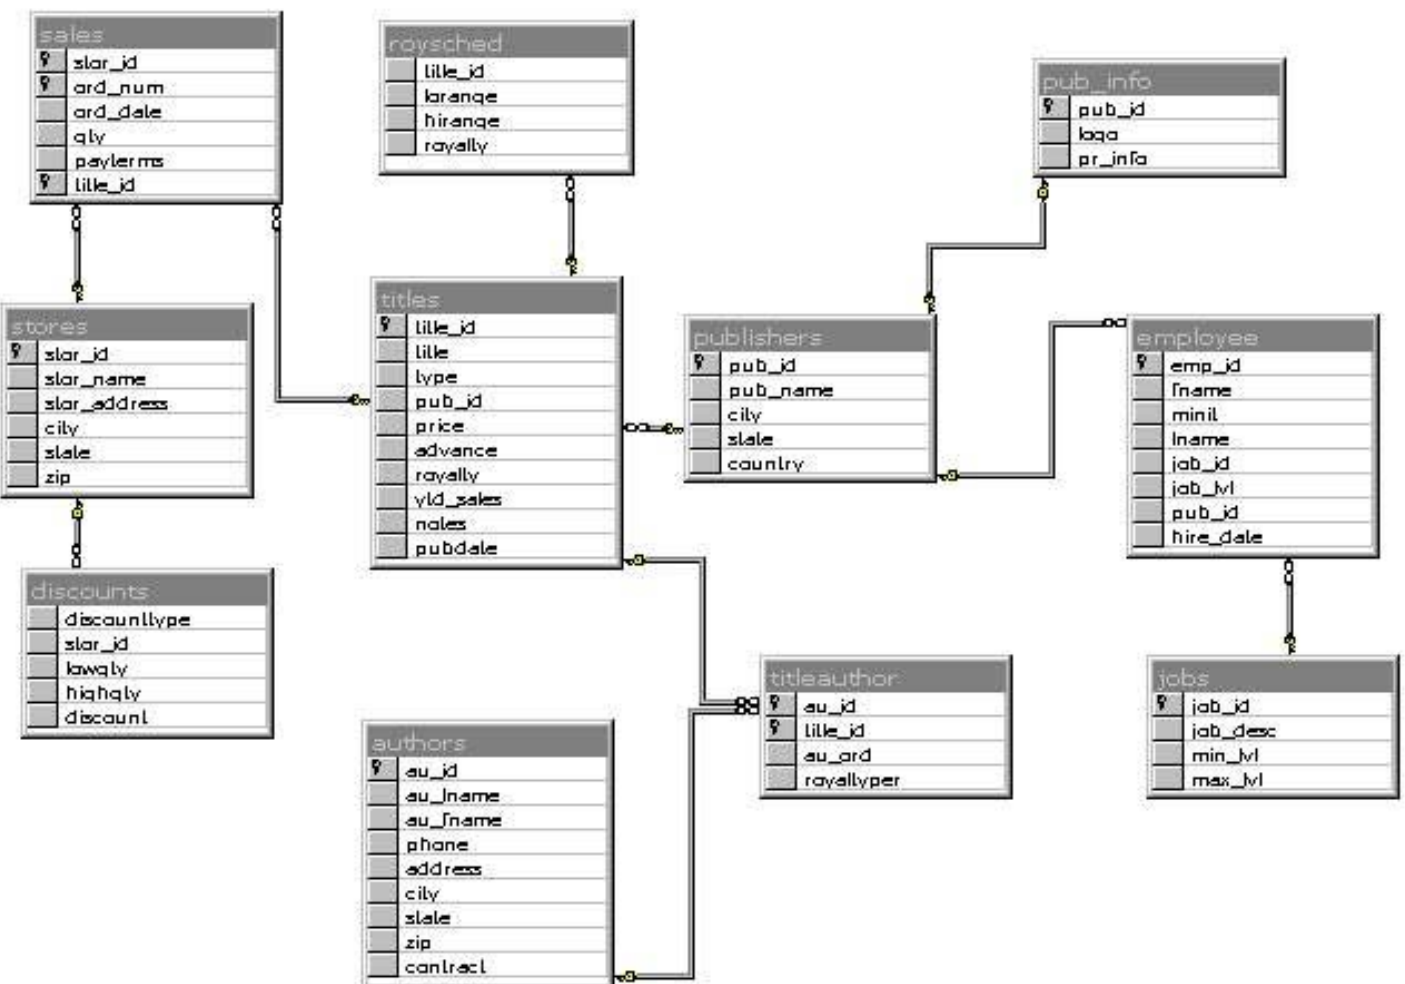 sales
stor_id
ord_num
ord_date
qty
payterms
title_id
roysched
title_id
lorange
hirange
royalty
pub_info
pub_id
logo
pr_info
stores
stor_id
stor_name
stor_address
city
state
zip
titles
title_id
title
type
pub_id
price
advance
royalty
ytd_sales
notes
pubdate
publishers
pub_id
pub_name
city
state
country
employee
emp_id
fname
minit
lname
job_id
job_lvl
pub_id
hire_date
discounts
discounttype
stor_id
lowqty
highqty
discount
authors
au_id
au_lname
au_fname
phone
address
city
state
zip
contract
titleauthor
au_id
title_id
au_ord
royaltyper
jobs
job_id
job_desc
min_lvl
max_lvl